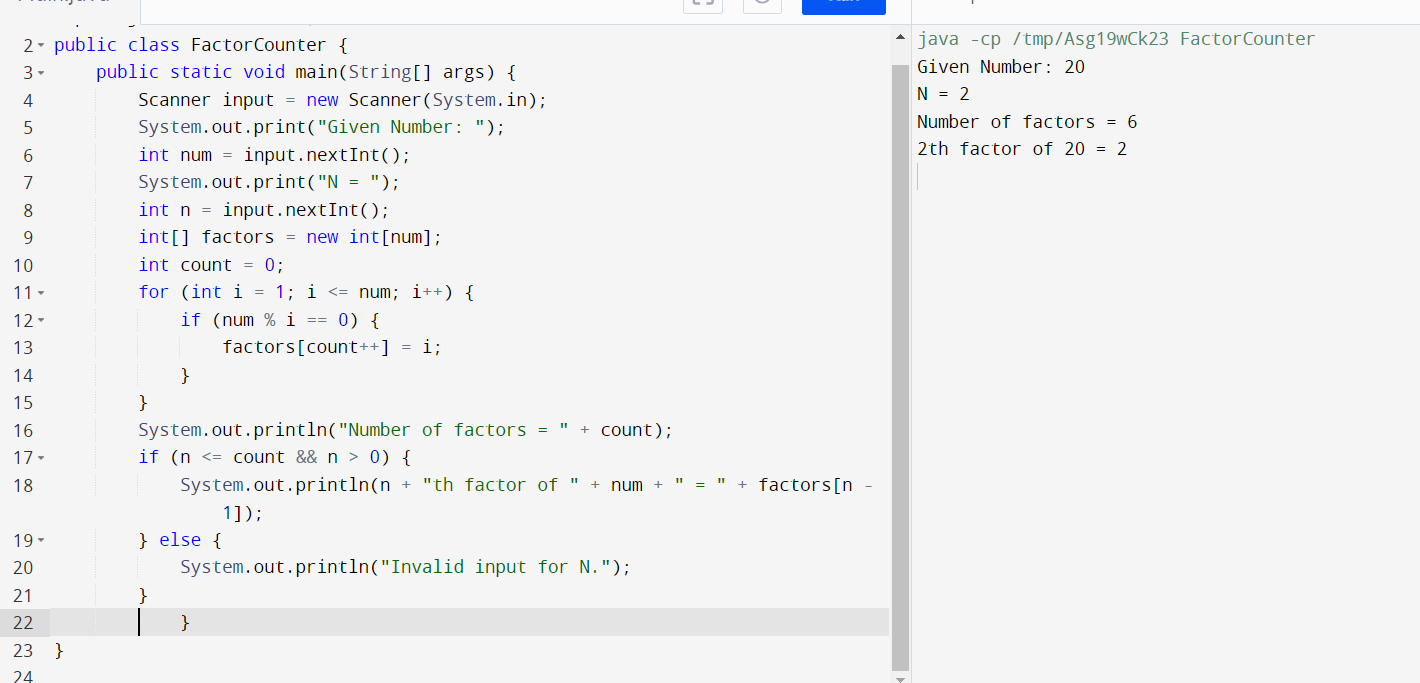 2 public class FactorCounter {
3 public static void main(String[] args) {
4 Scanner input = new Scanner(System.in);
5 System.out.print("Given Number: ");
6 int num = input.nextInt();
7 System.out.print("N = ");
8 int n = input.nextInt();
9 int[] factors = new int[num];
10 int count = 0;
11 for (int i = 1; i <= num; i++) {
12 if (num % i == 0) {
13 factors[count++] = i;
14 }
15 }
16 System.out.println("Number of factors = " + count);
17 if (n <= count && n > 0) {
18 System.out.println(n + "th factor of " + num + " = " + factors[n -
1]);
19 } else {
20 System.out.println("Invalid input for N.");
21 }
22 }
23 }
24
java -cp /tmp/Asg19wCk23 FactorCounter
Given Number: 20
N = 2
Number of factors = 6
2th factor of 20 = 2